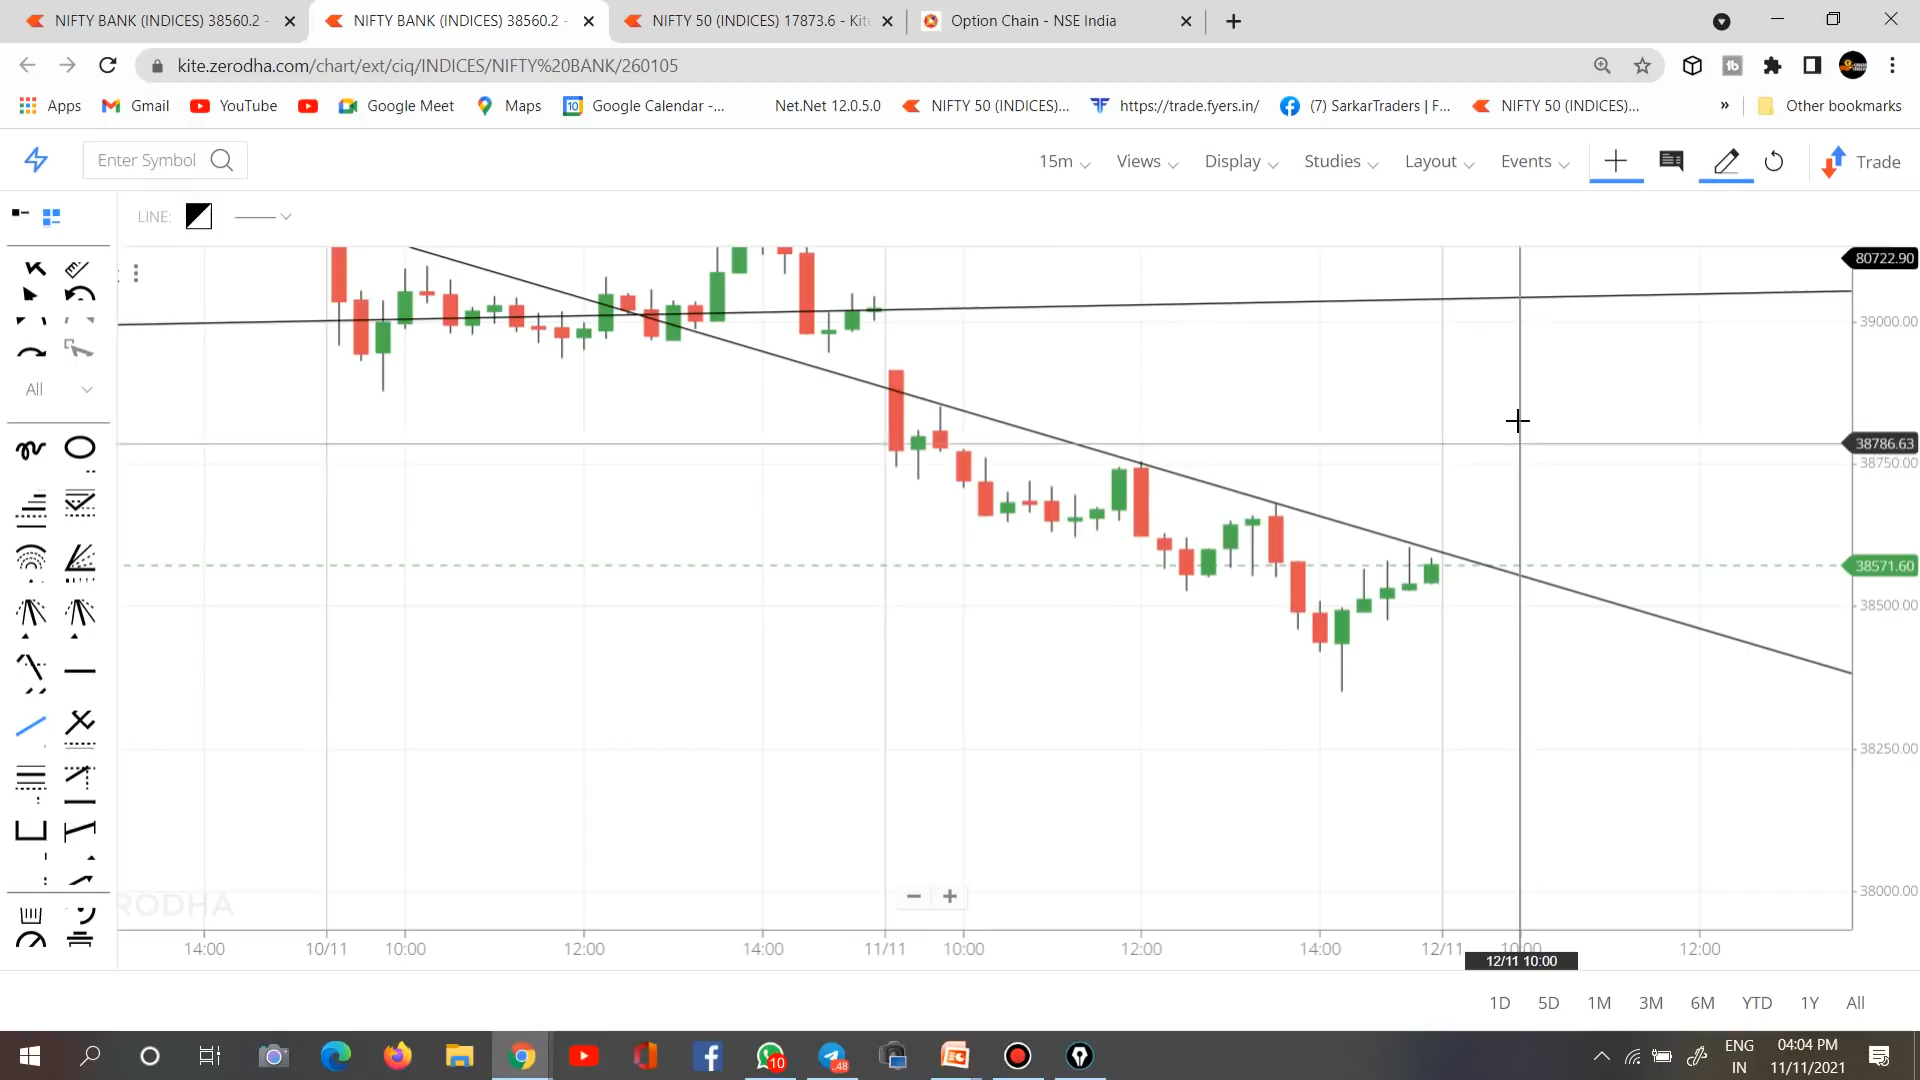 NIFTY BANK (INDICES) 38560.2 -
NIFTY BANK (INDICES) 38560.2 -
NIFTY 50 (INDICES) 17873.6 - Kite
Option Chain - NSE India
kite.zerodha.com/chart/ext/ciq/INDICES/NIFTY%20BANK/260105
Apps
Gmail
YouTube
Google Meet
Maps
10
Google Calendar -...
Net.Net 12.0.5.0
NIFTY 50 (INDICES)...
https://trade.fyers.in/
(7) SarkarTraders | F...
NIFTY 50 (INDICES)...
»
Other bookmarks
Enter Symbol
15m
Views
Display
Studies
Layout
Events
Trade
LINE:
80722.90
39000.00
All
38786.63
38750.00
38571.60
38500.00
38250.00
38000.00
RODHA
14:00
10/11
10:00
12:00
14:00
11/11
10:00
12:00
14:00
12/11
10:00
12:00
12/11 10:00
1D
5D
1M
3M
6M
YTD
1Y
All
10
48
ENG
IN
04:04 PM
11/11/2021